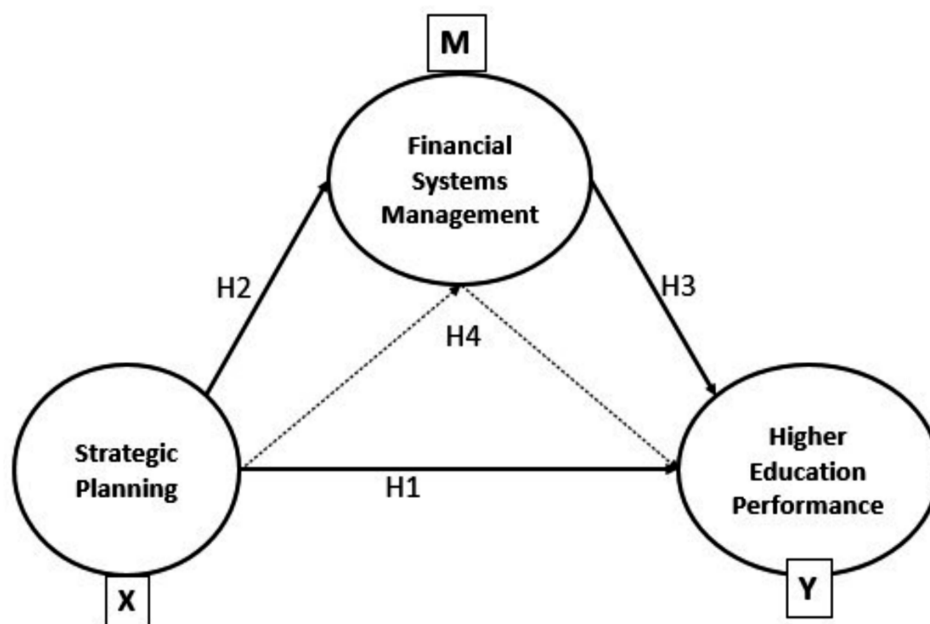 M
Financial
Systems
Management
H2
H3
H4
Strategic
Planning
H1
Higher
Education
Performance
X
Y